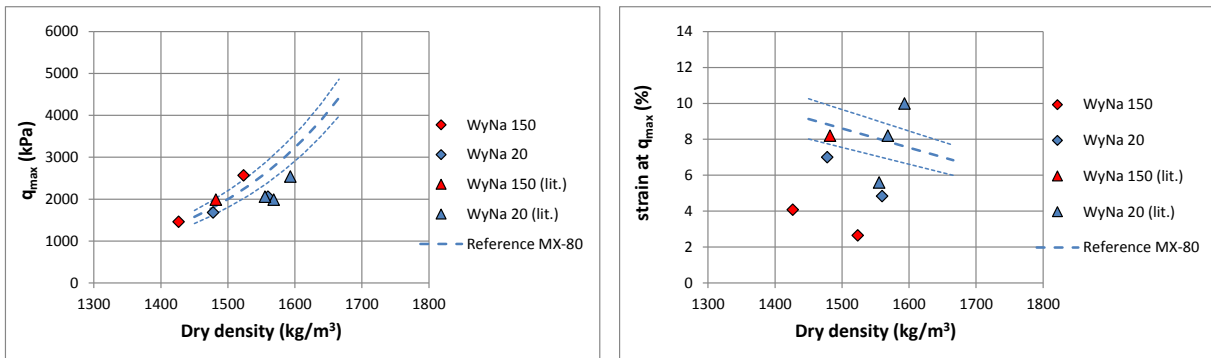 6000
5000
4000
3000
2000
1000
0
1300 1400 1500 1600 1700 1800
q_max (kPa)
Dry density (kg/m³)
WyNa 150
WyNa 20
WyNa 150 (lit.)
WyNa 20 (lit.)
Reference MX-80
14
12
10
8
6
4
2
0
1300 1400 1500 1600 1700 1800
strain at q_max (%)
Dry density (kg/m³)
WyNa 150
WyNa 20
WyNa 150 (lit.)
WyNa 20 (lit.)
Reference MX-80